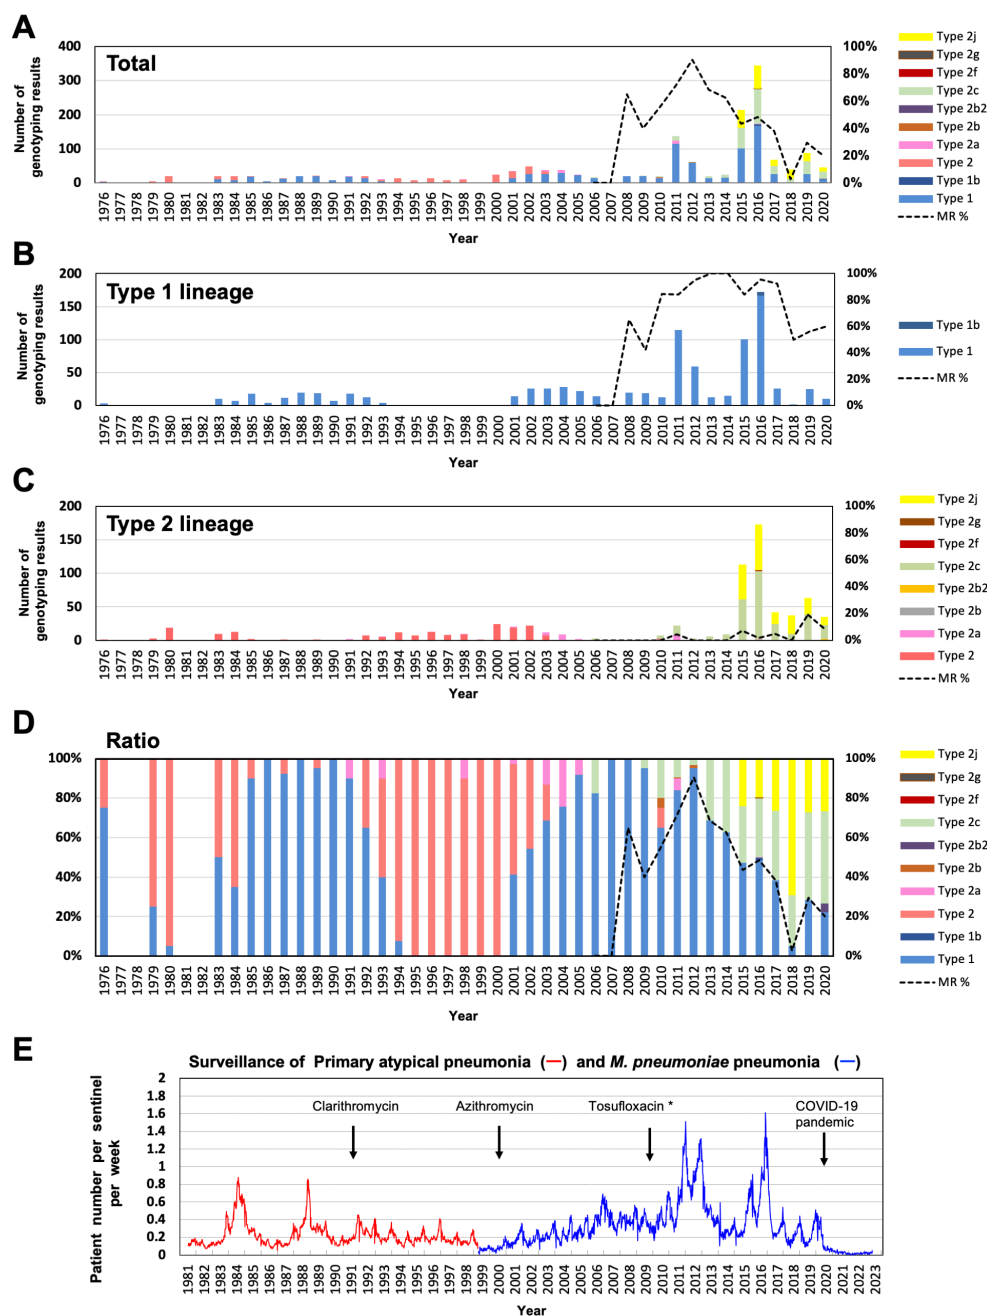 A
Total
Number of
genotyping results
400
300
200
100
0
100%
80%
60%
40%
20%
0%
1976 1977 1978 1979 1980 1981 1982 1983 1984 1985 1986 1987 1988 1989 1990 1991 1992 1993 1994 1995 1996 1997 1998 1999 2000 2001 2002 2003 2004 2005 2006 2007 2008 2009 2010 2011 2012 2013 2014 2015 2016 2017 2018 2019 2020
Year
Type 2j
Type 2g
Type 2f
Type 2c
Type 2b2
Type 2b
Type 2a
Type 2
Type 1b
Type 1
MR %
B
Type 1 lineage
Number of
genotyping results
200
150
100
50
0
100%
80%
60%
40%
20%
0%
1976 1977 1978 1979 1980 1981 1982 1983 1984 1985 1986 1987 1988 1989 1990 1991 1992 1993 1994 1995 1996 1997 1998 1999 2000 2001 2002 2003 2004 2005 2006 2007 2008 2009 2010 2011 2012 2013 2014 2015 2016 2017 2018 2019 2020
Year
Type 1b
Type 1
MR %
C
Type 2 lineage
Number of
genotyping results
200
150
100
50
0
100%
80%
60%
40%
20%
0%
1976 1977 1978 1979 1980 1981 1982 1983 1984 1985 1986 1987 1988 1989 1990 1991 1992 1993 1994 1995 1996 1997 1998 1999 2000 2001 2002 2003 2004 2005 2006 2007 2008 2009 2010 2011 2012 2013 2014 2015 2016 2017 2018 2019 2020
Year
Type 2j
Type 2g
Type 2f
Type 2c
Type 2b2
Type 2b
Type 2a
Type 2
MR %
D
Ratio
100%
80%
60%
40%
20%
0%
100%
80%
60%
40%
20%
0%
1976 1977 1978 1979 1980 1981 1982 1983 1984 1985 1986 1987 1988 1989 1990 1991 1992 1993 1994 1995 1996 1997 1998 1999 2000 2001 2002 2003 2004 2005 2006 2007 2008 2009 2010 2011 2012 2013 2014 2015 2016 2017 2018 2019 2020
Year
Type 2j
Type 2g
Type 2f
Type 2c
Type 2b2
Type 2b
Type 2a
Type 2
Type 1b
Type 1
MR %
E
Surveillance of Primary atypical pneumonia (—) and M. pneumoniae pneumonia (—)
Patient number per sentinel
per week
2
1.8
1.6
1.4
1.2
1
0.8
0.6
0.4
0.2
0
Clarithromycin
Azithromycin
Tosufloxacin *
COVID-19
pandemic
1981 1982 1983 1984 1985 1986 1987 1988 1989 1990 1991 1992 1993 1994 1995 1996 1997 1998 1999 2000 2001 2002 2003 2004 2005 2006 2007 2008 2009 2010 2011 2012 2013 2014 2015 2016 2017 2018 2019 2020 2021 2022 2023
Year